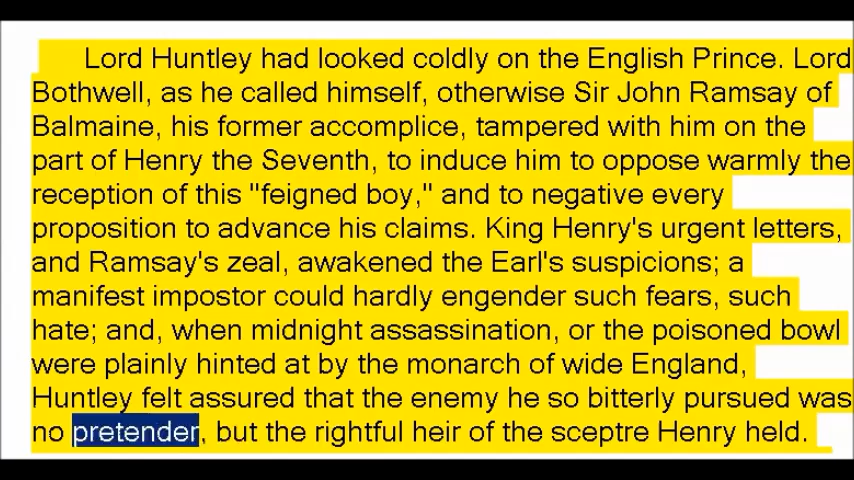 Lord Huntley had looked coldly on the English Prince. Lord
Bothwell, as he called himself, otherwise Sir John Ramsay of
Balmaine, his former accomplice, tampered with him on the
part of Henry the Seventh, to induce him to oppose warmly the
reception of this "feigned boy," and to negative every
proposition to advance his claims. King Henry's urgent letters,
and Ramsay's zeal, awakened the Earl's suspicions; a
manifest impostor could hardly engender such fears, such
hate; and, when midnight assassination, or the poisoned bowl
were plainly hinted at by the monarch of wide England,
Huntley felt assured that the enemy he so bitterly pursued was
no pretender, but the rightful heir of the sceptre Henry held.